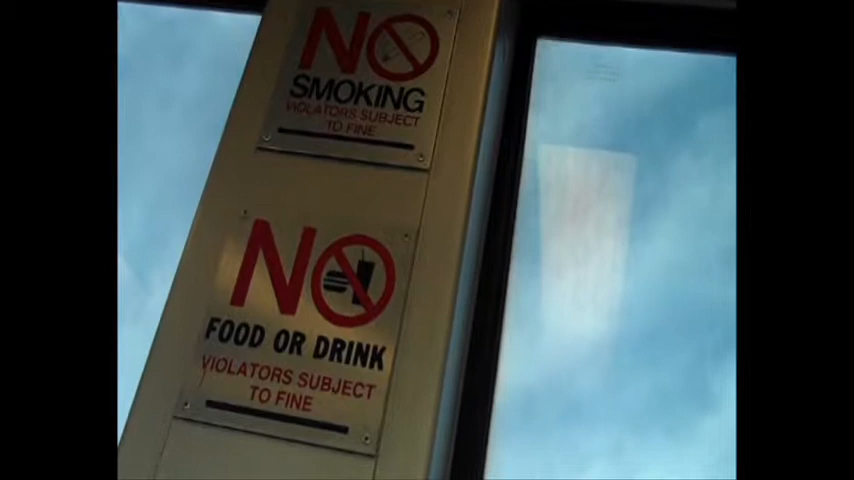 NO
SMOKING
VIOLATORS SUBJECT
TO FINE
NO
FOOD OR DRINK
VIOLATORS SUBJECT
TO FINE